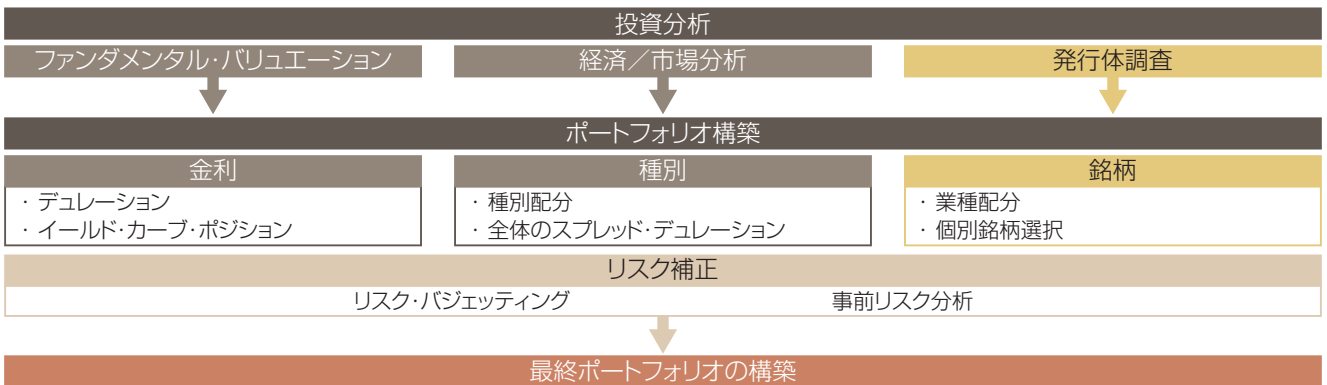 投資分析
ファンダメンタル・バリュエーション
経済／市場分析
発行体調査
ポートフォリオ構築
金利
・デュレーション
・イールド・カーブ・ポジション
種別
・種別配分
・全体のスプレッド・デュレーション
銘柄
・業種配分
・個別銘柄選択
リスク補正
リスク・バジェッティング
事前リスク分析
最終ポートフォリオの構築